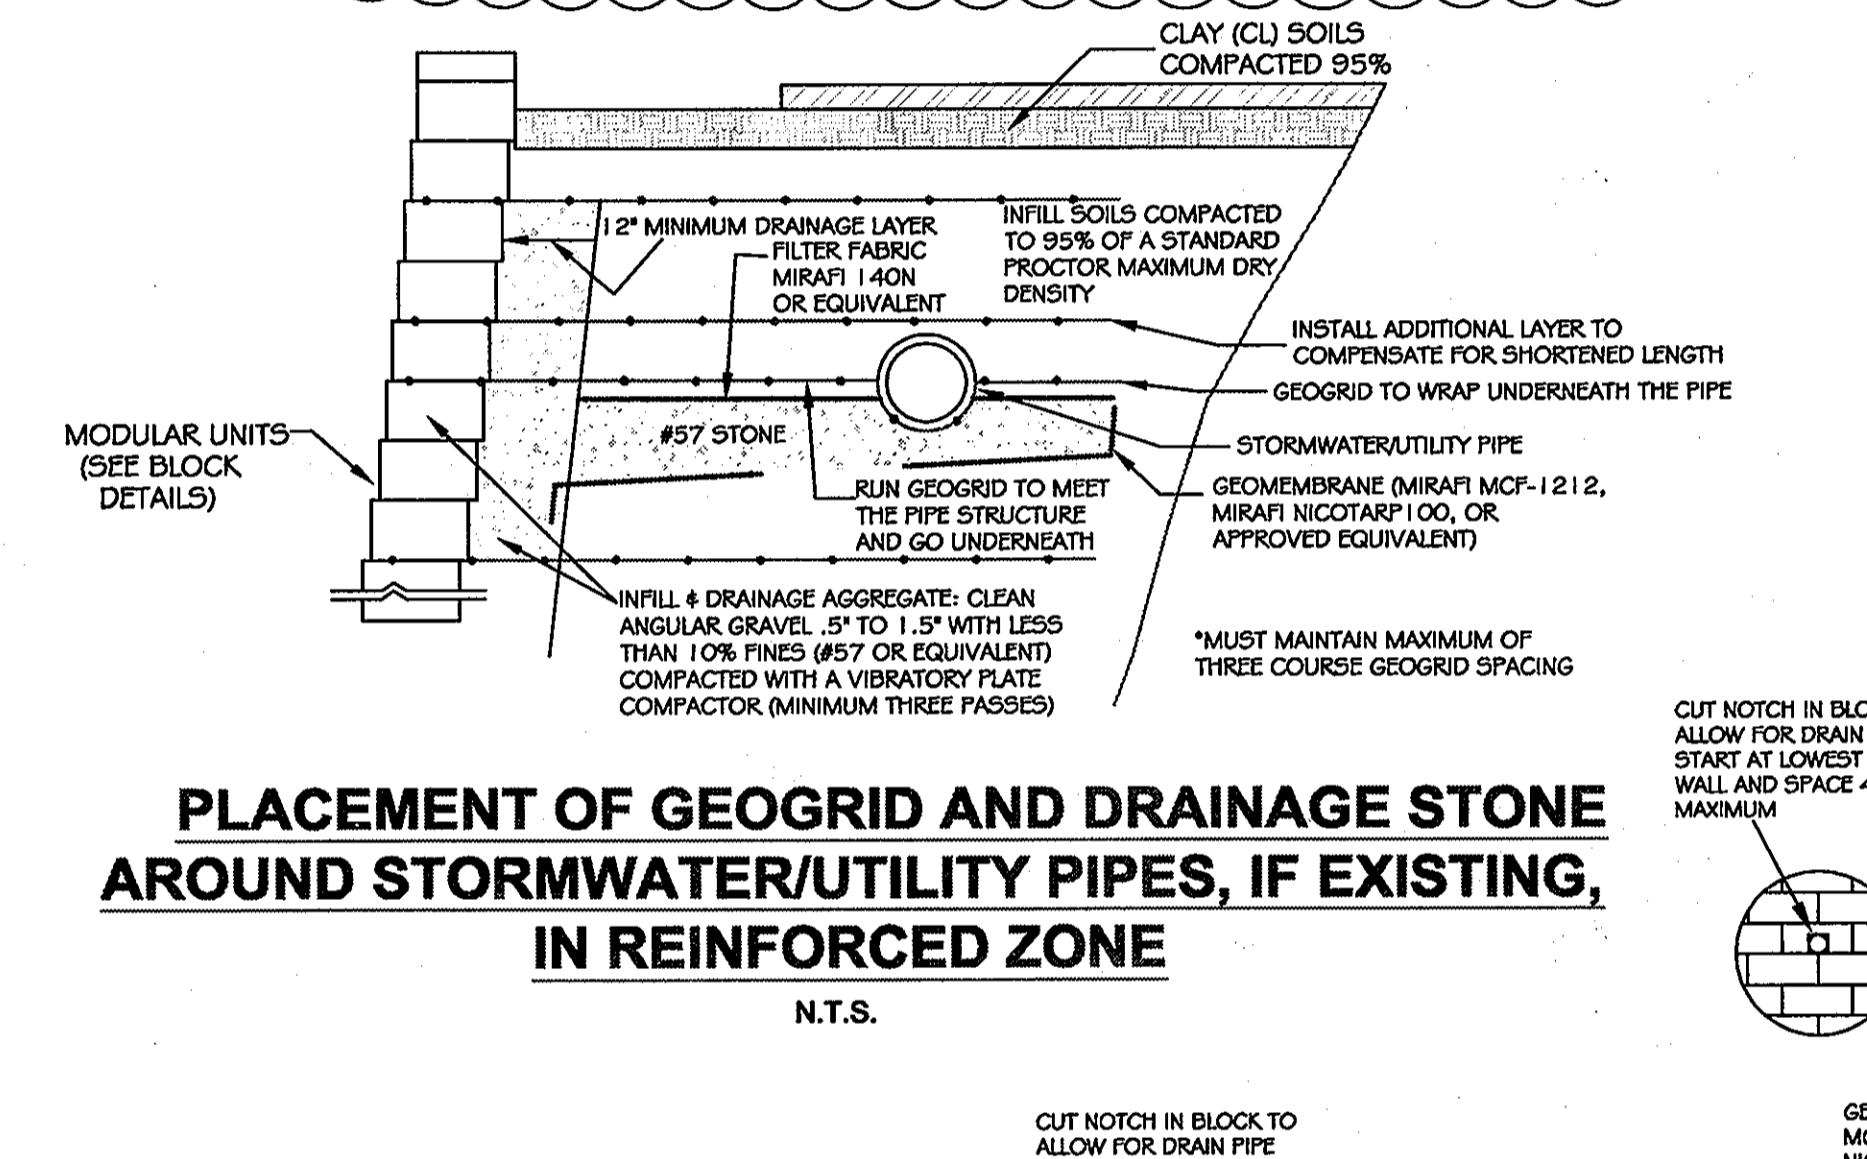 CLAY (CL) SOILS
COMPACTED 95%
12" MINIMUM DRAINAGE LAYER
FILTER FABRIC
MIRAFI 140N
OR EQUIVALENT
INFILL SOILS COMPACTED
TO 95% OF A STANDARD
PROCTOR MAXIMUM DRY
DENSITY
INSTALL ADDITIONAL LAYER TO
COMPENSATE FOR SHORTENED LENGTH
GEOGRID TO WRAP UNDERNEATH THE PIPE
MODULAR UNITS
(SEE BLOCK
DETAILS)
#57 STONE
STORMWATER/UTILITY PIPE
RUN GEOGRID TO MEET
THE PIPE STRUCTURE
AND GO UNDERNEATH
GEOMEMBRANE (MIRAFI MCF-1212,
MIRAFI NICOTARP100, OR
APPROVED EQUIVALENT)
INFILL & DRAINAGE AGGREGATE: CLEAN
ANGULAR GRAVEL .5" TO 1.5" WITH LESS
THAN 10% FINES (#57 OR EQUIVALENT)
COMPACTED WITH A VIBRATORY PLATE
COMPACTOR (MINIMUM THREE PASSES)
*MUST MAINTAIN MAXIMUM OF
THREE COURSE GEOGRID SPACING
PLACEMENT OF GEOGRID AND DRAINAGE STONE
AROUND STORMWATER/UTILITY PIPES, IF EXISTING,
IN REINFORCED ZONE
N.T.S.
CUT NOTCH IN BLO
ALLOW FOR DRAIN
START AT LOWEST
WALL AND SPACE 4
MAXIMUM
CUT NOTCH IN BLOCK TO
ALLOW FOR DRAIN PIPE
GE